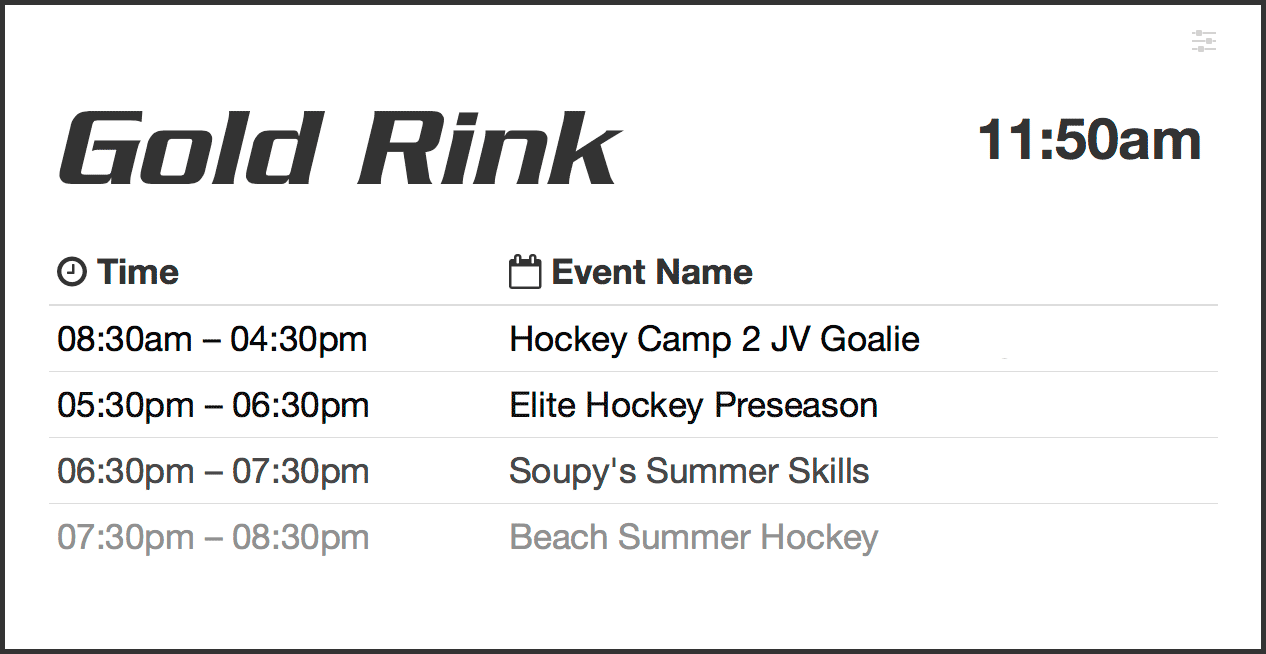 Gold Rink 11:50am
Time Event Name
08:30am – 04:30pm Hockey Camp 2 JV Goalie
05:30pm – 06:30pm Elite Hockey Preseason
06:30pm – 07:30pm Soupy's Summer Skills
07:30pm – 08:30pm Beach Summer Hockey